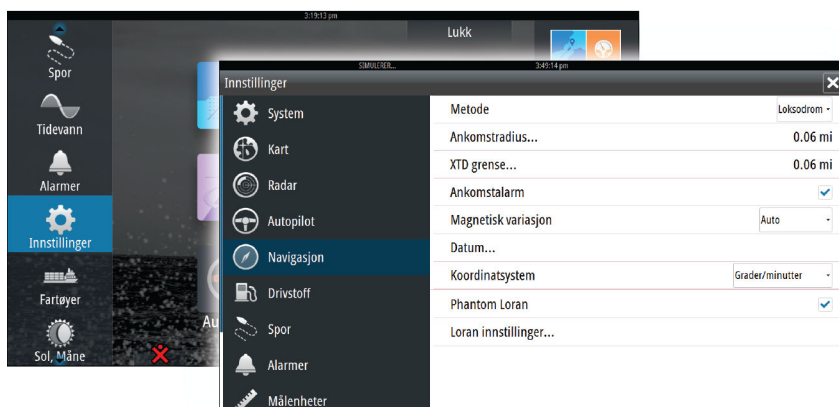 3:19:13 pm
Lukk
Spor
Tidevann
Alarmer
Innstillinger
Fartøyer
Sol, Måne
Au
SIMULERER...
3:49:14 pm
Innstillinger
System
Kart
Radar
Autopilot
Navigasjon
Drivstoff
Spor
Alarmer
Målenheter
Metode
Loksodrom
Ankomstradius...
0.06 mi
XTD grense...
0.06 mi
Ankomstalarm
Magnetisk variasjon
Auto
Datum...
Koordinatsystem
Grader/minutter
Phantom Loran
Loran innstillinger...